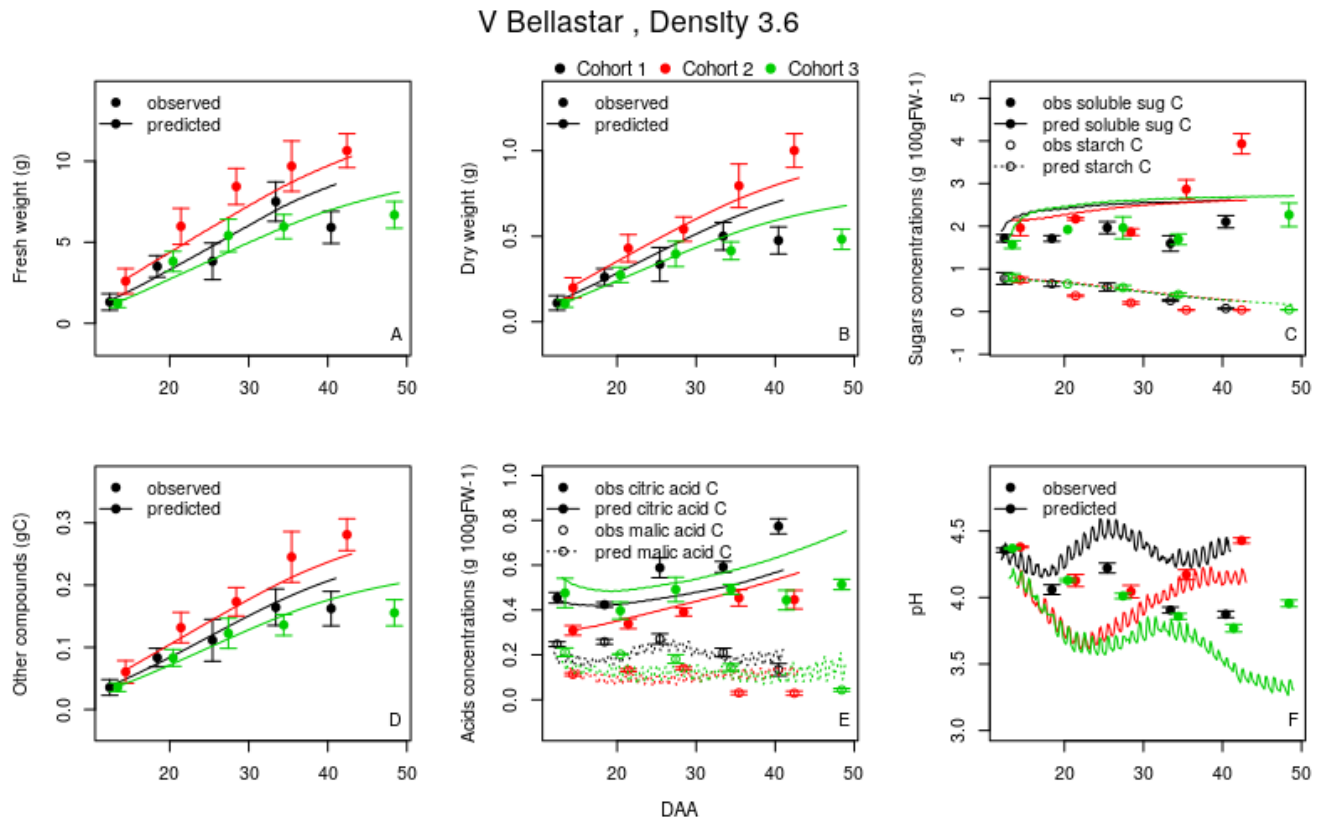 V Bellastar , Density 3.6
Cohort 1 Cohort 2 Cohort 3
Fresh weight (g)
0 5 10
observed
predicted
A
20 30 40 50
Dry weight (g)
0.0 0.5 1.0
observed
predicted
B
20 30 40 50
Sugars concentrations (g 100gFW-1)
-1 0 1 2 3 4 5
obs soluble sug C
pred soluble sug C
obs starch C
pred starch C
C
20 30 40 50
Other compounds (gC)
0.0 0.1 0.2 0.3
observed
predicted
D
20 30 40 50
Acids concentrations (g 100gFW-1)
0.0 0.2 0.4 0.6 0.8 1.0
obs citric acid C
pred citric acid C
obs malic acid C
pred malic acid C
E
20 30 40 50
DAA
pH
3.0 3.5 4.0 4.5
observed
predicted
F
20 30 40 50